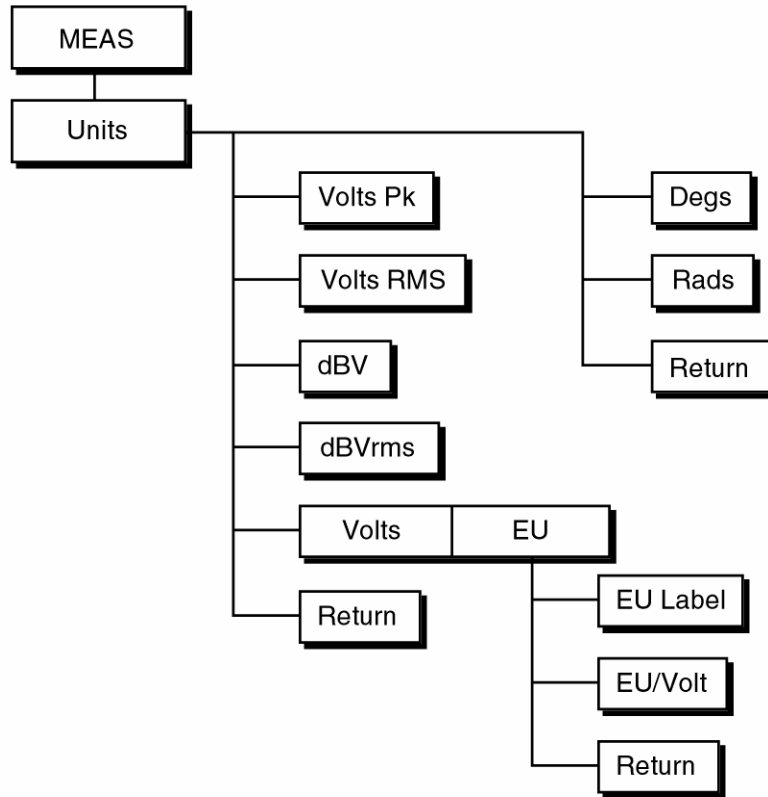 MEAS
Units
Volts Pk
Volts RMS
dBV
dBVrms
Volts
EU
Return
EU Label
EU/Volt
Return
Degs
Rads
Return